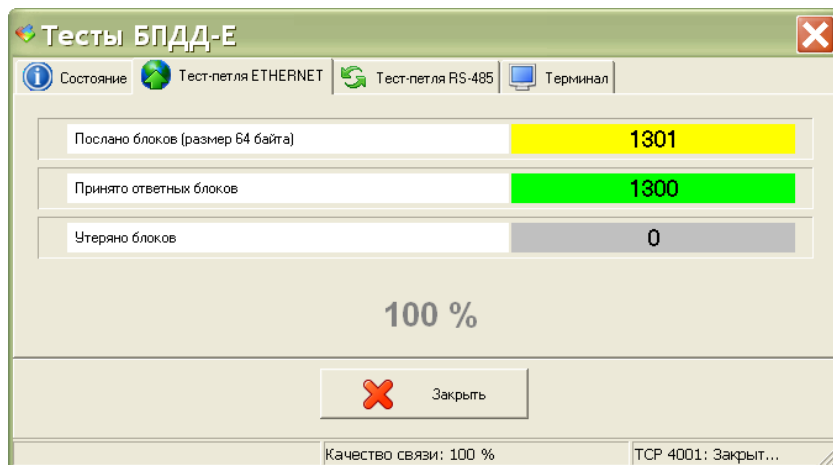 Тесты БПДД-Е
Состояние Тест-петля ETHERNET Тест-петля RS-485 Терминал
Послано блоков (размер 64 байта) 1301
Принято ответных блоков 1300
Утеряно блоков 0
100 %
Закрыть
Качество связи: 100 % TCP 4001: Закрыт...